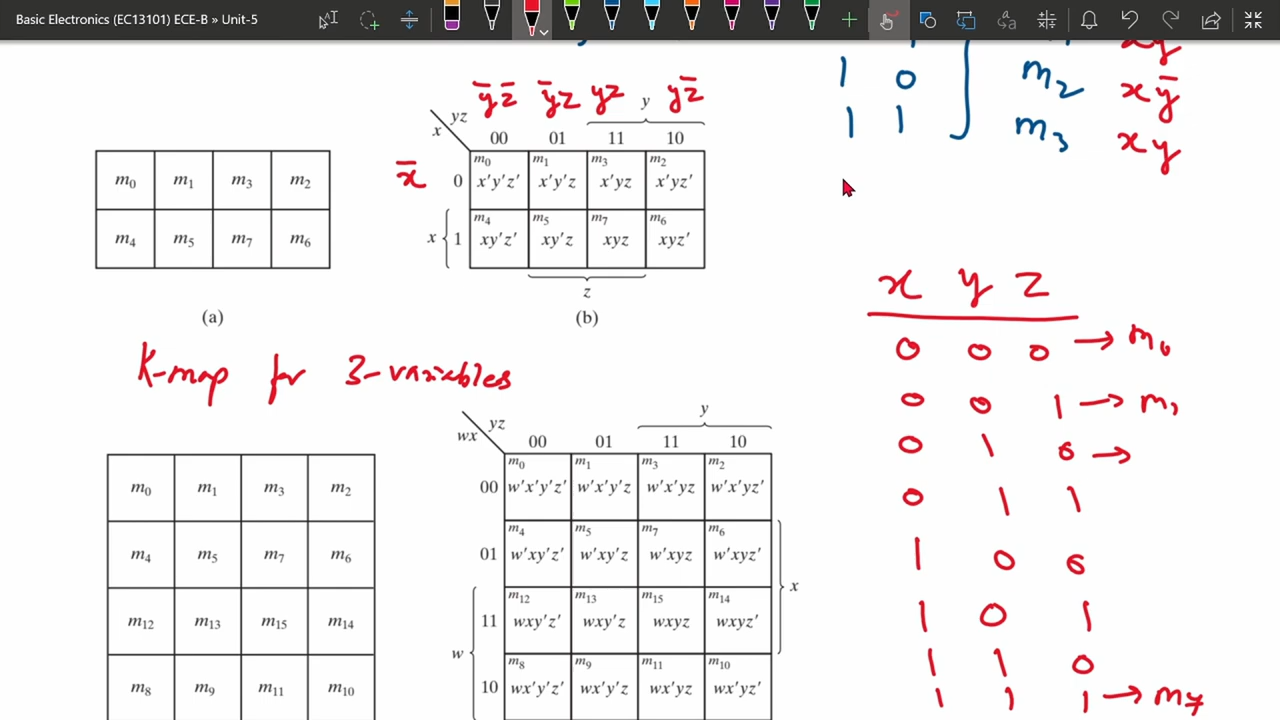 Basic Electronics (EC13101) ECE-B » Unit-5
1 0 m2 xȳ
1 1 m3 xy
ȳz̄ ȳz yz yz̄
y
yz
x
00 01 11 10
x̄ 0
m0 m1 m3 m2
x'y'z' x'y'z x'yz x'yz'
x 1
m4 m5 m7 m6
xy'z' xy'z xyz xyz'
z
m0 m1 m3 m2
m4 m5 m7 m6
(a) (b)
K-map for 3-variables
x y z
0 0 0 → m0
0 0 1 → m1
0 1 0 →
0 1 1
1 0 0
1 0 1
1 1 0
1 1 1 → m7
m0 m1 m3 m2
m4 m5 m7 m6
m12 m13 m15 m14
m8 m9 m11 m10
y
yz
wx
00 01 11 10
m0 m1 m3 m2
00 w'x'y'z' w'x'y'z w'x'yz w'x'yz'
m4 m5 m7 m6
01 w'xy'z' w'xy'z w'xyz w'xyz'
x
m12 m13 m15 m14
11 wxy'z' wxy'z wxyz wxyz'
w
m8 m9 m11 m10
10 wx'y'z' wx'y'z wx'yz wx'yz'